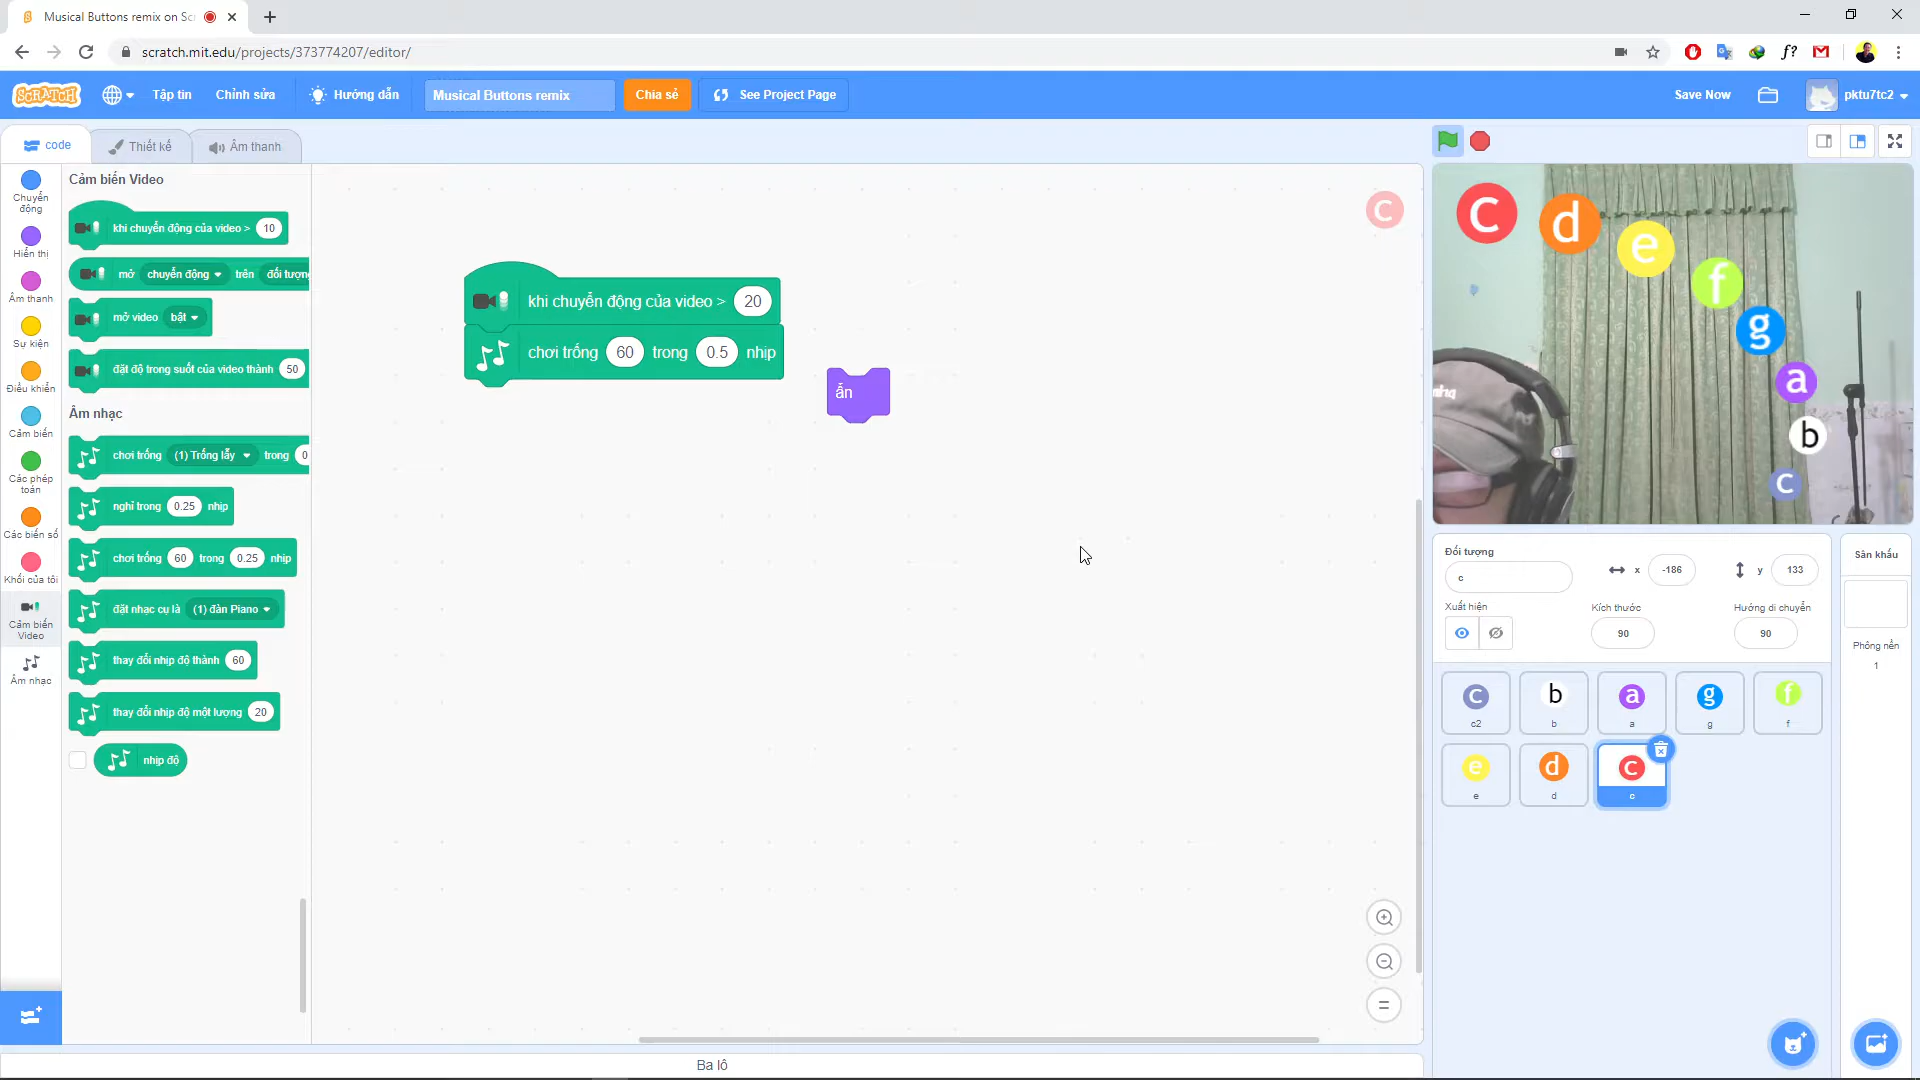 Musical Buttons remix on Sc
scratch.mit.edu/projects/373774207/editor/
f?
SCRATCH
Tập tin
Chỉnh sửa
Hướng dẫn
Musical Buttons remix
Chia sẻ
See Project Page
Save Now
pktu7tc2
code
Thiết kế
Âm thanh
Chuyển động
Hiển thị
Âm thanh
Sự kiện
Điều khiển
Cảm biến
Các phép toán
Các biến số
Khối của tôi
Cảm biến Video
Âm nhạc
Cảm biến Video
khi chuyển động của video > 10
mở chuyển động trên đối tượng
mở video bật
đặt độ trong suốt của video thành 50
Âm nhạc
chơi trống (1) Trống lẫy trong 0
nghỉ trong 0.25 nhịp
chơi trống 60 trong 0.25 nhịp
đặt nhạc cụ là (1) đàn Piano
thay đổi nhịp độ thành 60
thay đổi nhịp độ một lượng 20
nhịp độ
khi chuyển động của video > 20
chơi trống 60 trong 0.5 nhịp
ẩn
C
C
d
e
f
g
a
b
C
Đối tượng
c
x -186
y 133
Xuất hiện
Kích thước
90
Hướng di chuyển
90
C
c2
b
b
a
a
g
g
f
f
e
e
d
d
C
c
Sân khấu
Phông nền
1
Ba lô